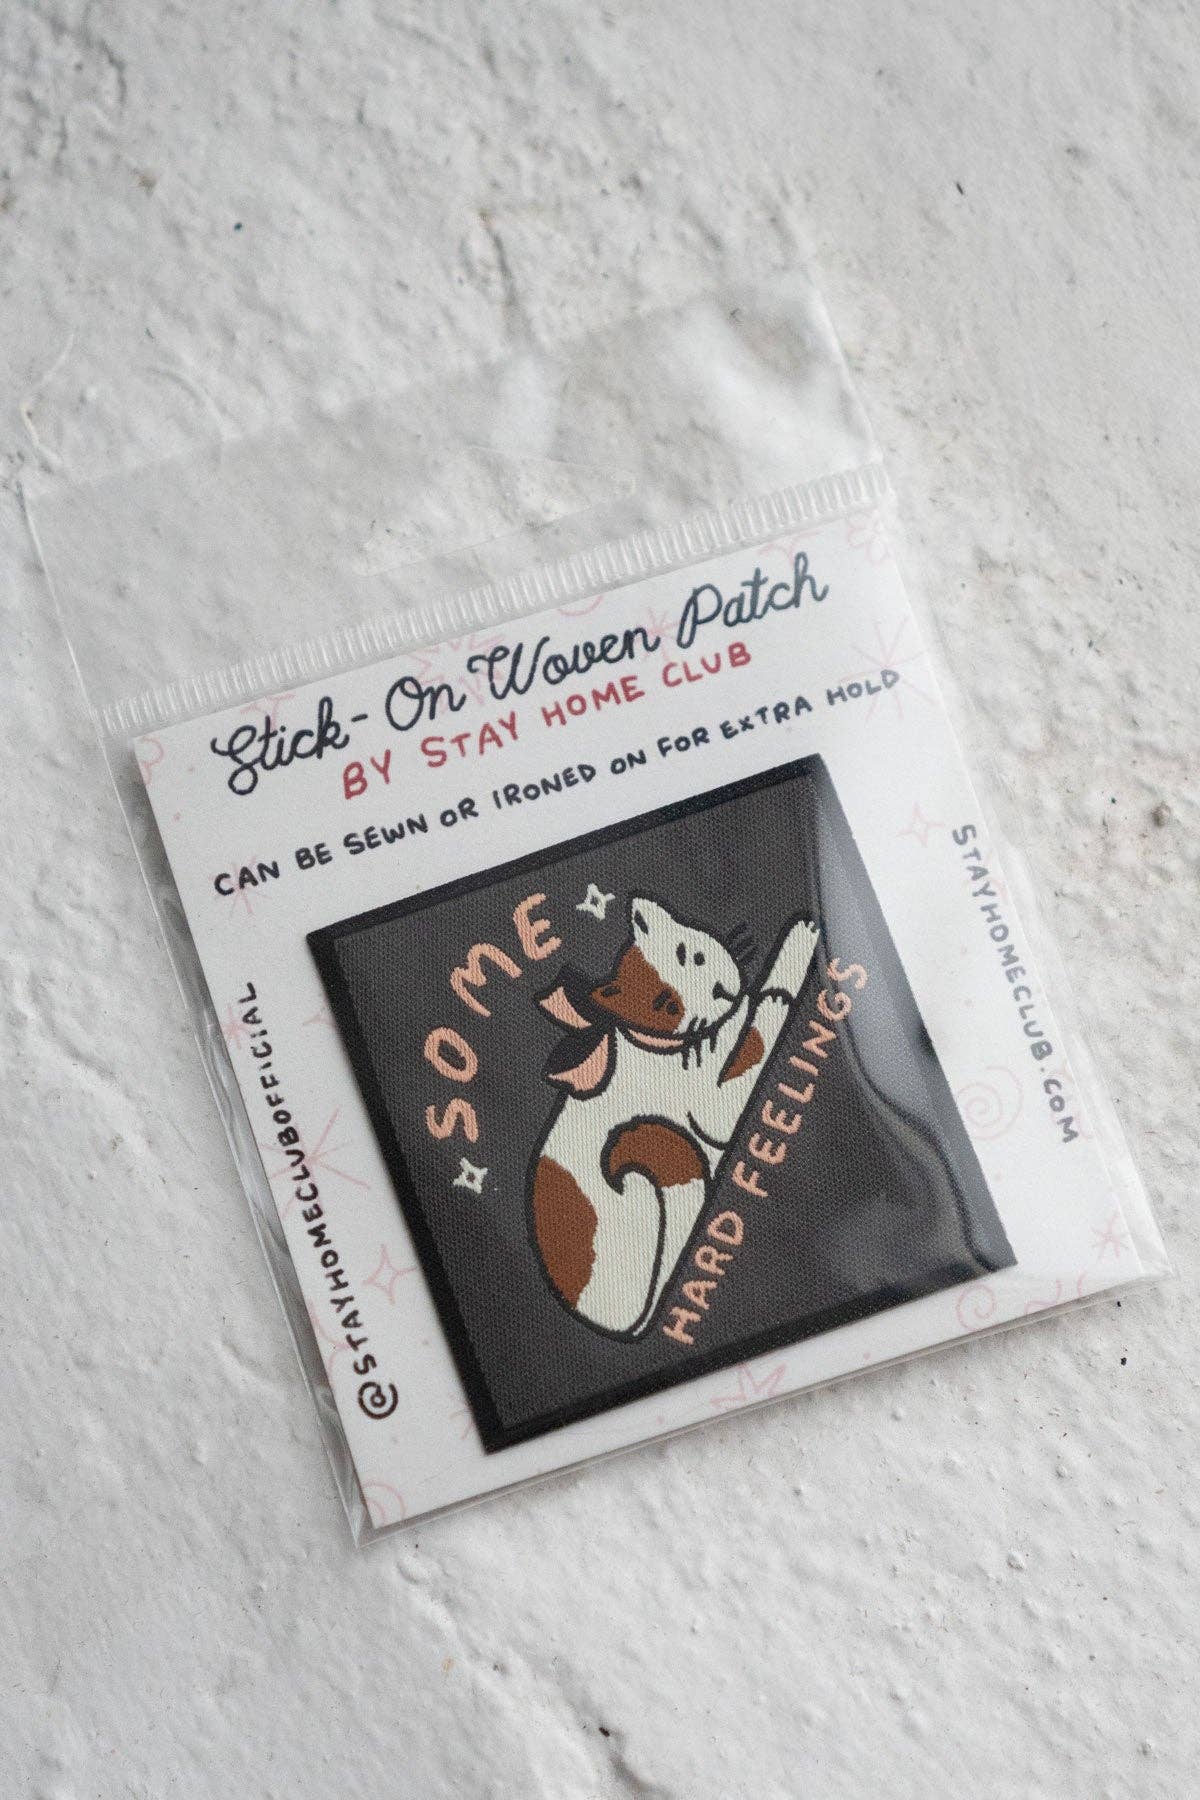 Stick-On Woven Patch
BY STAY HOME CLUB
CAN BE SEWN OR IRONED ON FOR EXTRA HOLD
SOME
HARD FEELINGS
@STAYHOMECLUBOFFICIAL
STAYHOMECLUB.COM